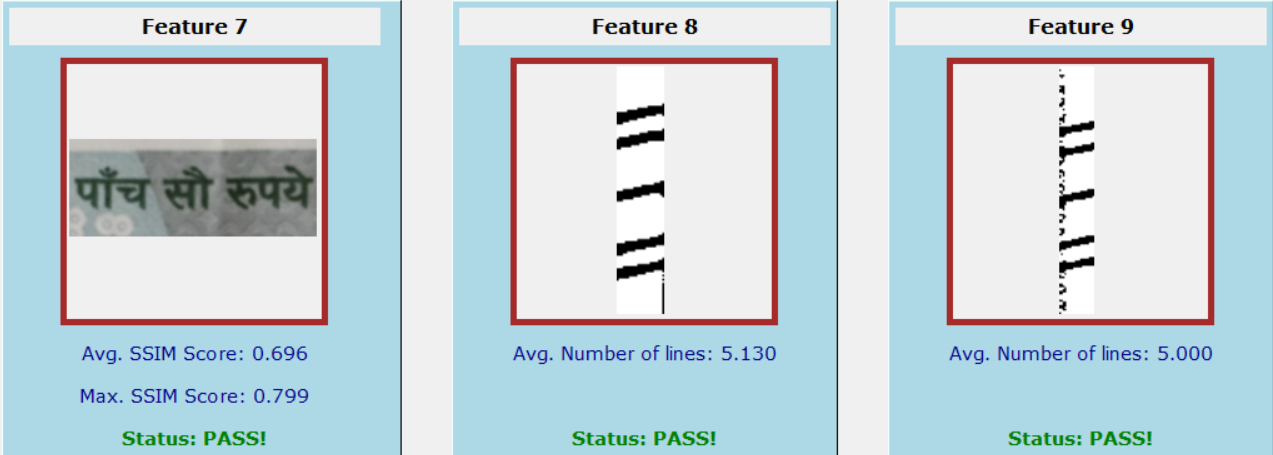 Feature 7
पाँच सौ रुपये
Avg. SSIM Score: 0.696
Max. SSIM Score: 0.799
Status: PASS!
Feature 8
Avg. Number of lines: 5.130
Status: PASS!
Feature 9
Avg. Number of lines: 5.000
Status: PASS!